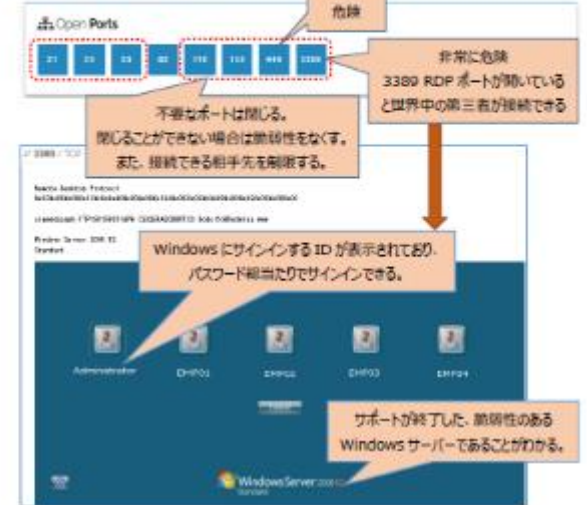 危険
Open Ports
21
80
110
445
3389
非常に危険
3389 RDP ポートが開いている
と世界中の第三者が接続できる
不要なポートは閉じる。
閉じることができない場合は脆弱性をなくす。
また、接続できる相手先を制限する。
3389 / TCP
Remote Desktop Protocol
Windows にサインインする ID が表示されており、
パスワード総当たりでサインインできる。
Administrator
EMP01
EMP02
EMP03
EMP04
サポートが終了した、脆弱性のある
Windows サーバーであることがわかる。
Windows Server 2008 R2
Standard